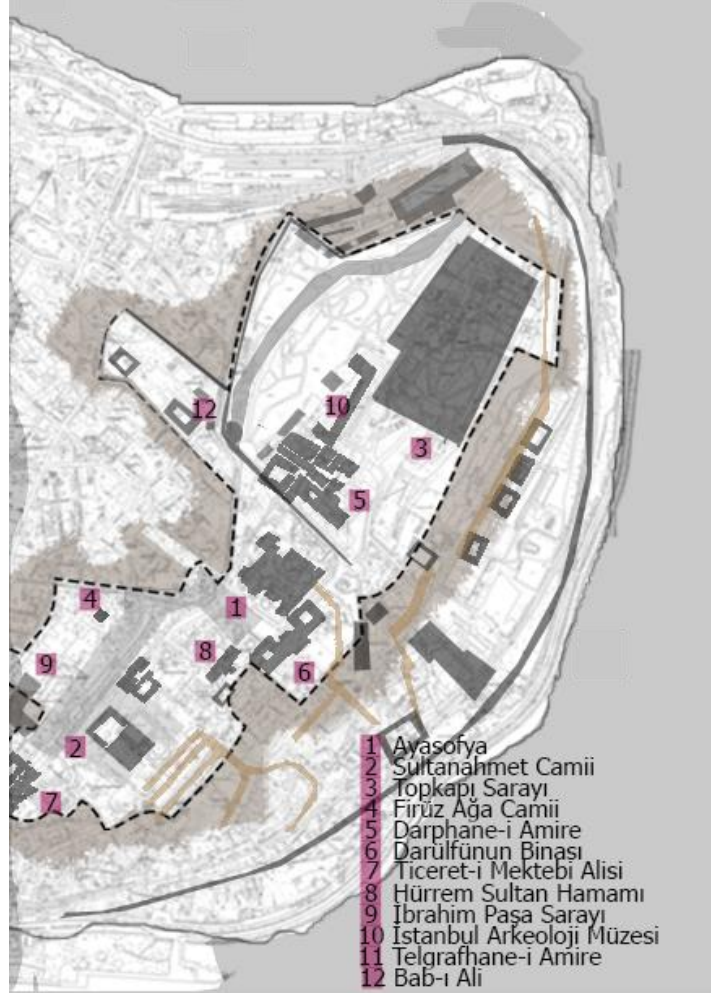 10
12
3
5
4
1
8
9
6
2
7
1 Ayasofya
2 Sultanahmet Camii
3 Topkapı Sarayı
4 Firüz Ağa Camii
5 Darphane-i Amire
6 Darülfünun Binası
7 Ticeret-i Mektebi Alisi
8 Hürrem Sultan Hamamı
9 İbrahim Paşa Sarayı
10 İstanbul Arkeoloji Müzesi
11 Telgrafhane-i Amire
12 Bab-ı Ali